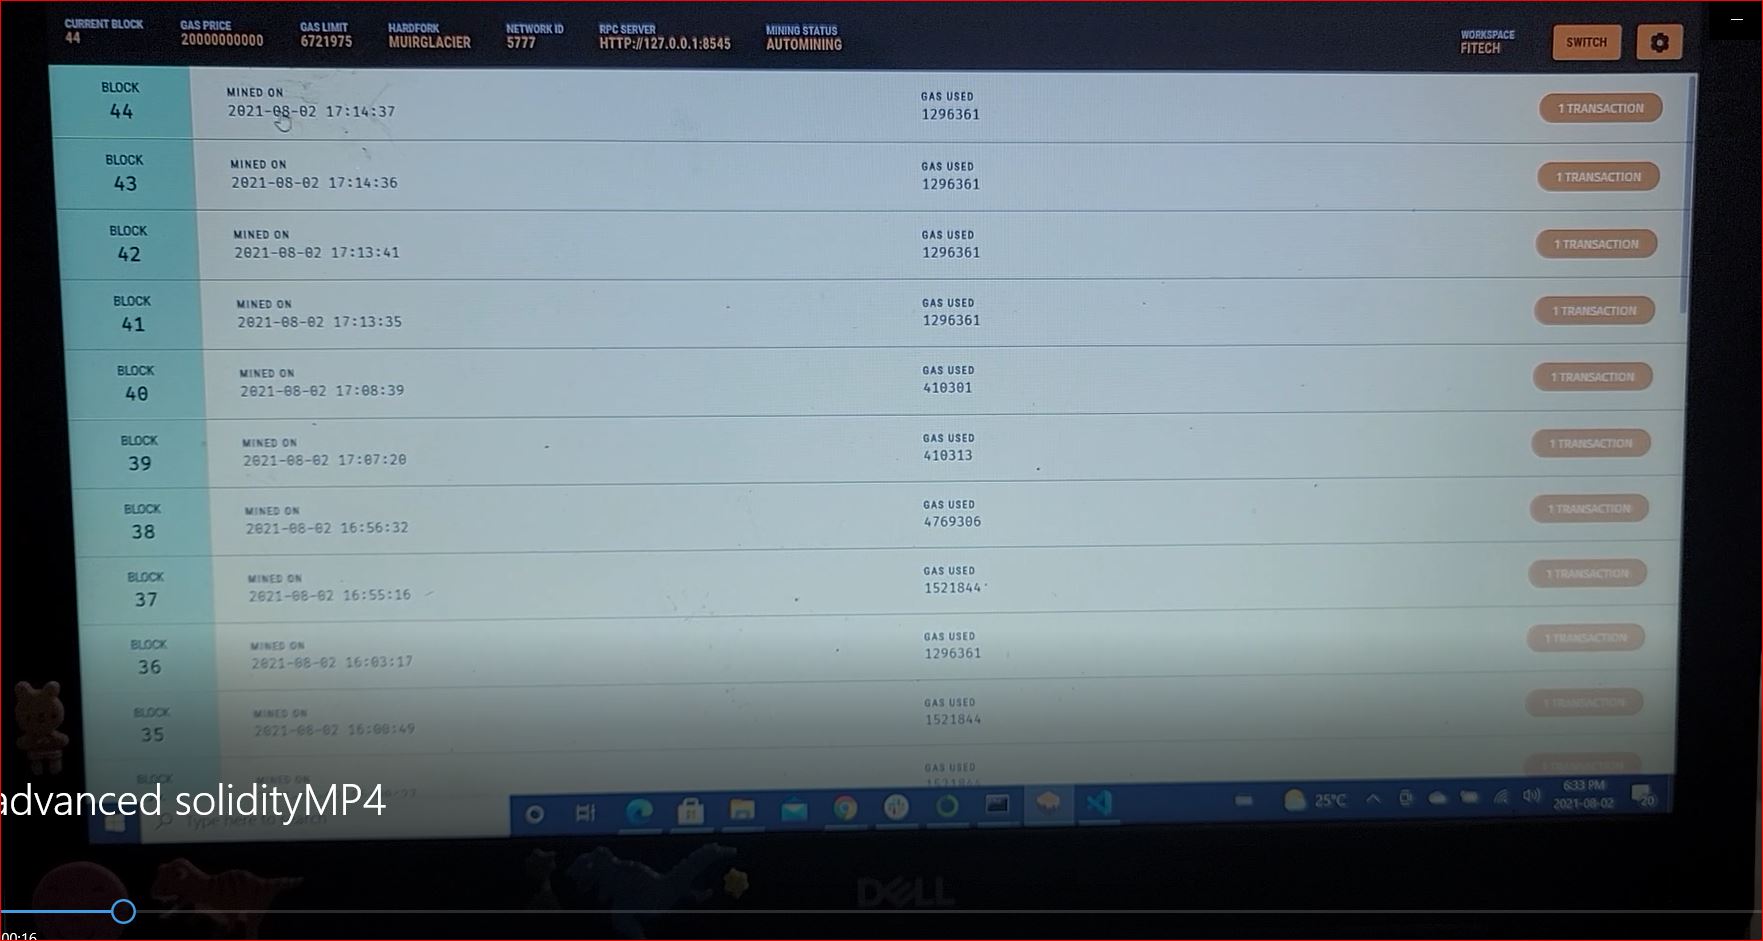 CURRENT BLOCK
44
GAS PRICE
20000000000
GAS LIMIT
6721975
HARDFORK
MUIRGLACIER
NETWORK ID
5777
RPC SERVER
HTTP://127.0.0.1:8545
MINING STATUS
AUTOMINING
WORKSPACE
FITECH
SWITCH
BLOCK
44
MINED ON
2021-08-02 17:14:37
GAS USED
1296361
1 TRANSACTION
BLOCK
43
MINED ON
2021-08-02 17:14:36
GAS USED
1296361
1 TRANSACTION
BLOCK
42
MINED ON
2021-08-02 17:13:41
GAS USED
1296361
1 TRANSACTION
BLOCK
41
MINED ON
2021-08-02 17:13:35
GAS USED
1296361
1 TRANSACTION
BLOCK
40
MINED ON
2021-08-02 17:08:39
GAS USED
410301
1 TRANSACTION
BLOCK
39
MINED ON
2021-08-02 17:07:20
GAS USED
410313
1 TRANSACTION
BLOCK
38
MINED ON
2021-08-02 16:56:32
GAS USED
4769306
1 TRANSACTION
BLOCK
37
MINED ON
2021-08-02 16:55:16
GAS USED
1521844
1 TRANSACTION
BLOCK
36
MINED ON
2021-08-02 16:03:17
GAS USED
1296361
1 TRANSACTION
BLOCK
35
MINED ON
2021-08-02 16:00:49
GAS USED
1521844
1 TRANSACTION
BLOCK
MINED ON
GAS USED
1521844
1 TRANSACTION
advanced solidityMP4
Type here to search
25°C
6:33 PM
2021-08-02
20
DELL
00:16